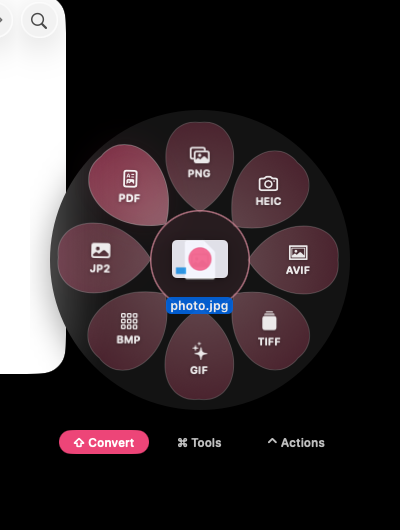 PNG
PDF
HEIC
JP2
AVIF
photo.jpg
BMP
TIFF
GIF
⇧ Convert
⌘ Tools
⌃ Actions